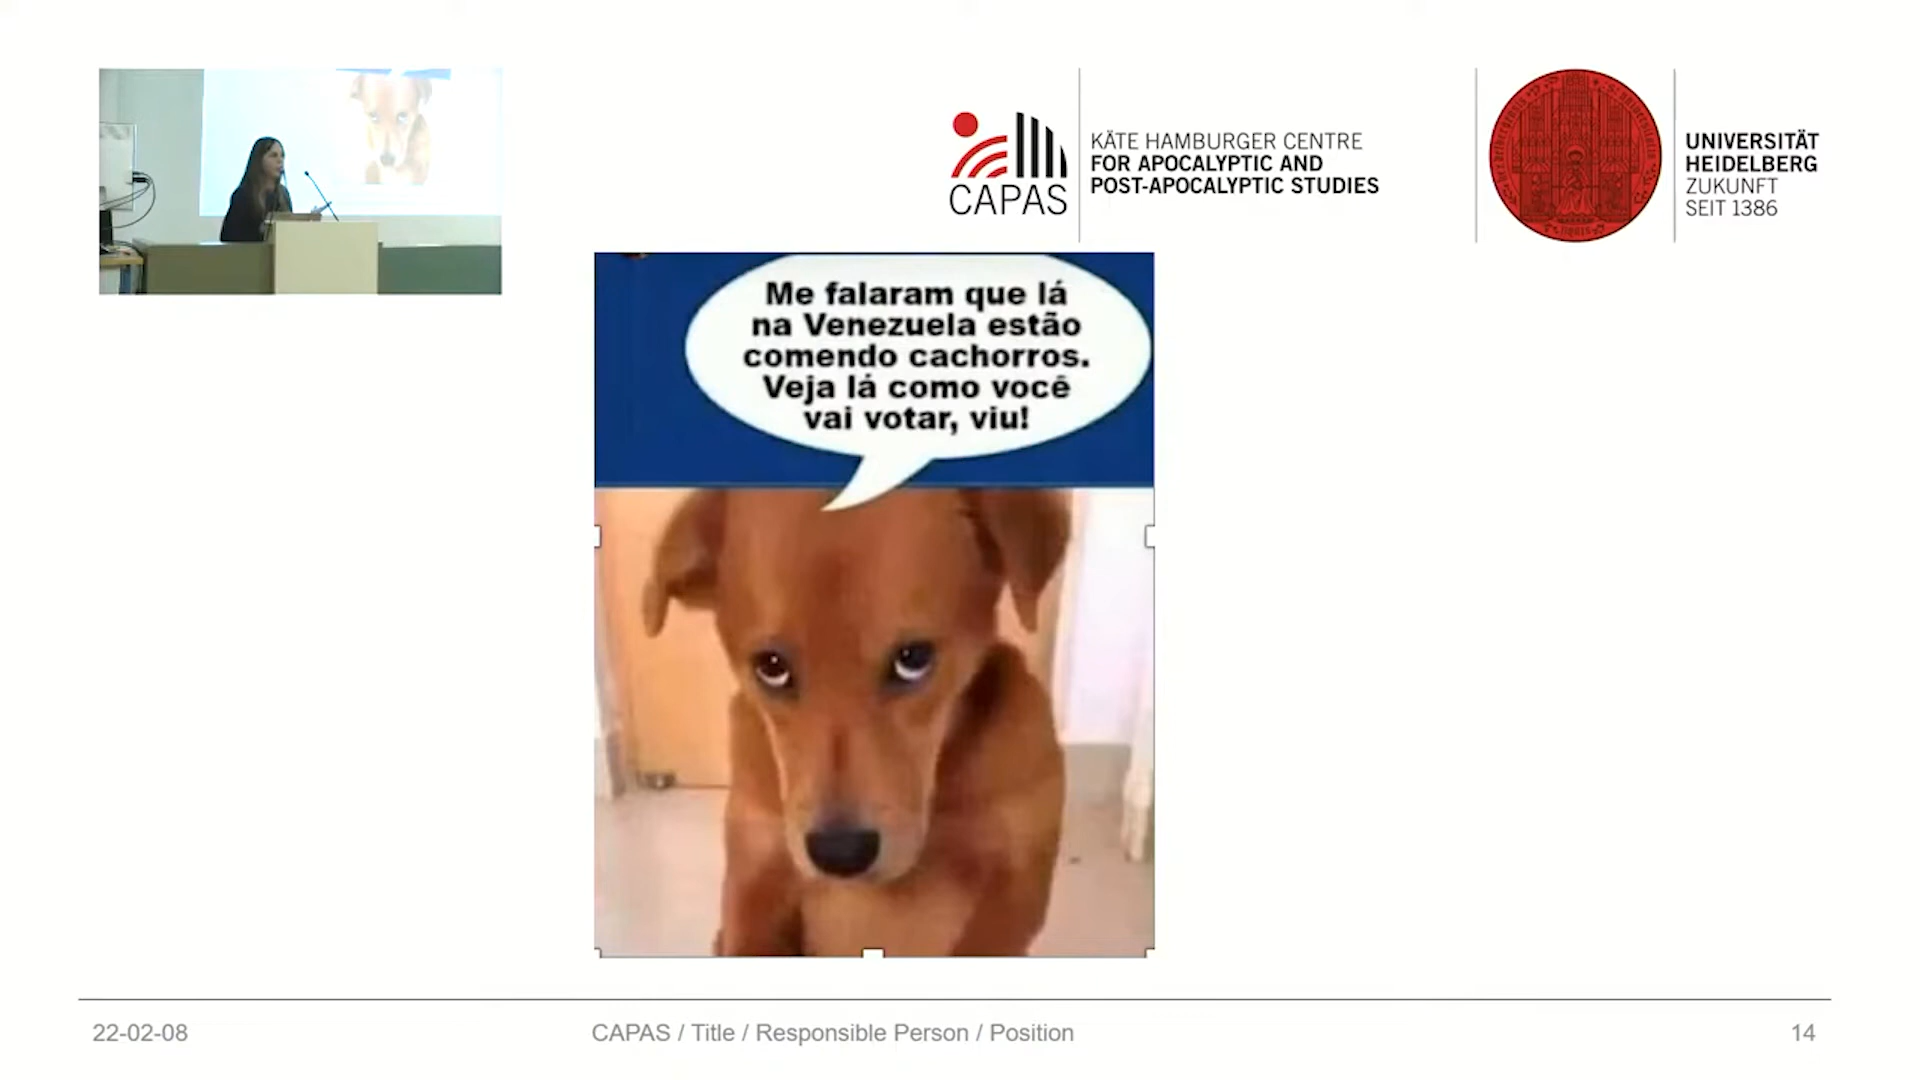 CAPAS
KÄTE HAMBURGER CENTRE
FOR APOCALYPTIC AND
POST-APOCALYPTIC STUDIES
UNIVERSITÄT
HEIDELBERG
ZUKUNFT
SEIT 1386
Me falaram que lá
na Venezuela estão
comendo cachorros.
Veja lá como você
vai votar, viu!
22-02-08
CAPAS / Title / Responsible Person / Position
14